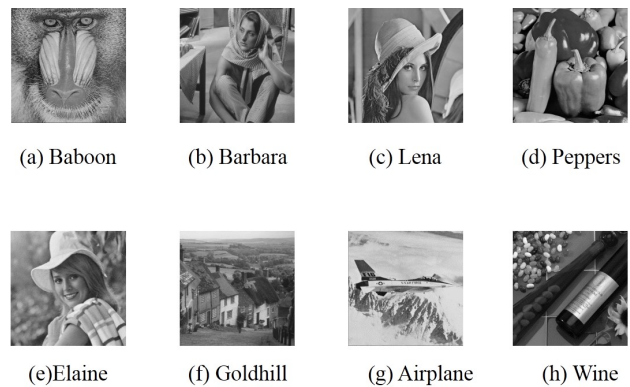 (a) Baboon
(b) Barbara
(c) Lena
(d) Peppers
(e)Elaine
(f) Goldhill
(g) Airplane
(h) Wine